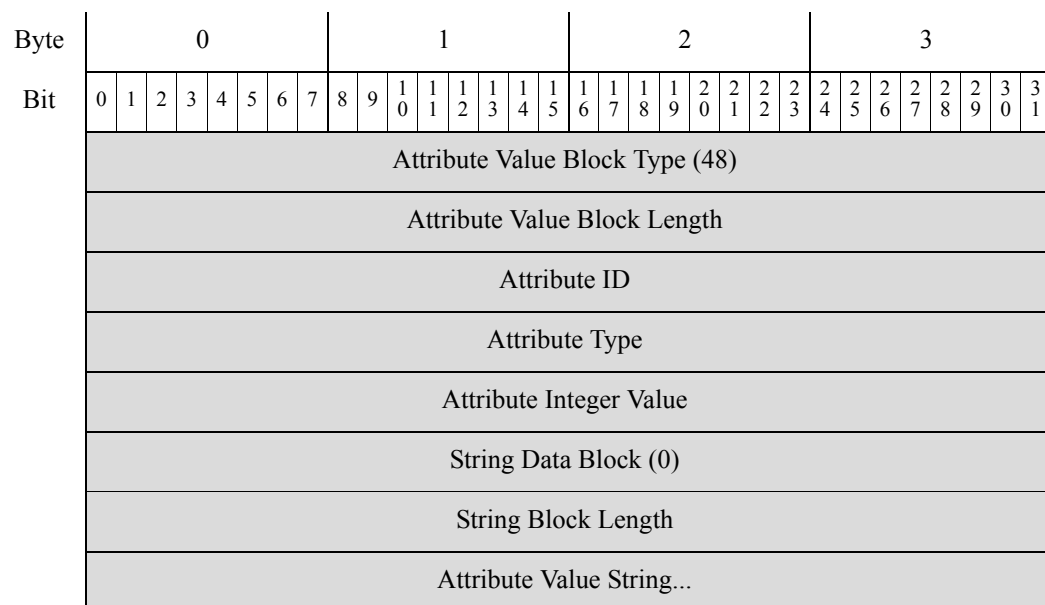 Byte 0 1 2 3
Bit 0 1 2 3 4 5 6 7 8 9 10 11 12 13 14 15 16 17 18 19 20 21 22 23 24 25 26 27 28 29 30 31
Attribute Value Block Type (48)
Attribute Value Block Length
Attribute ID
Attribute Type
Attribute Integer Value
String Data Block (0)
String Block Length
Attribute Value String...